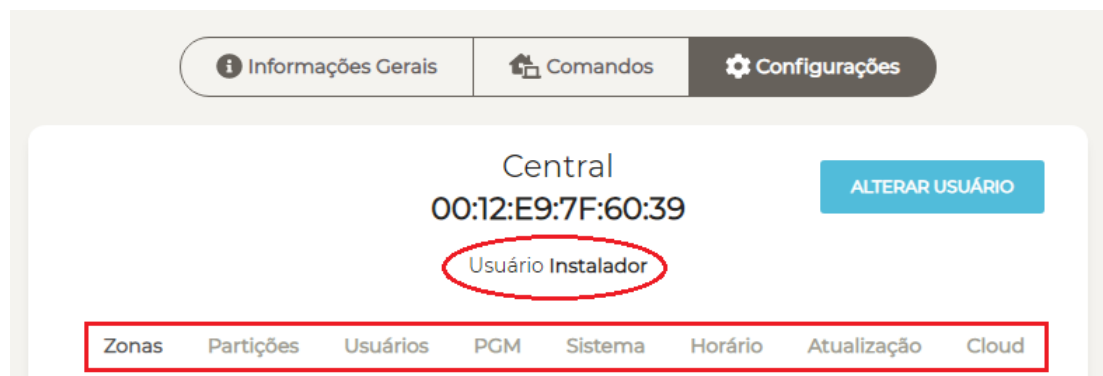 Informações Gerais Comandos Configurações
Central
00:12:E9:7F:60:39
ALTERAR USUÁRIO
Usuário Instalador
Zonas Partições Usuários PGM Sistema Horário Atualização Cloud